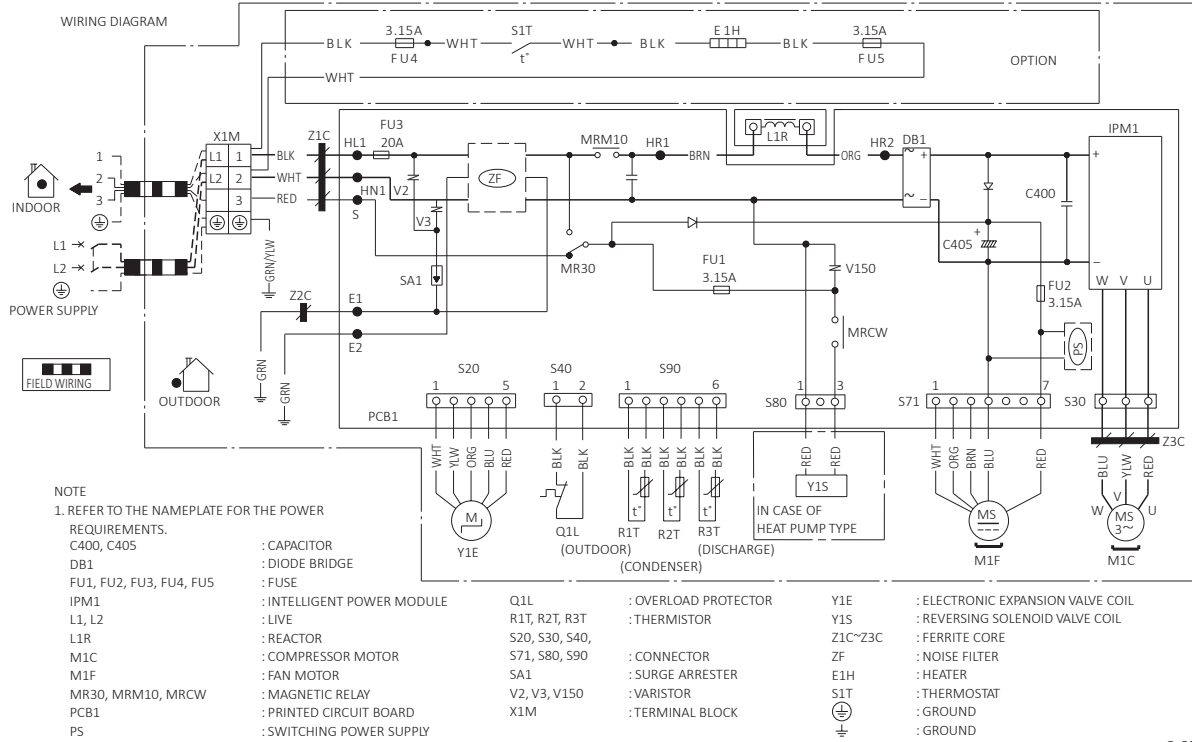 WIRING DIAGRAM
3.15A S1T E1H 3.15A
BLK WHT WHT BLK BLK
FU4 t° FU5
OPTION
WHT
X1M Z1C HL1 FU3 20A MRM10 HR1 L1R HR2 DB1 IPM1
L1 1 BLK BRN ORG
L2 2 WHT
3 RED
HN1 V2
S
ZF
V3
1
2
3
INDOOR
L1
L2
POWER SUPPLY
GRN/YLW
SA1
MR30
FU1
3.15A
V150
C400
C405
+
−
FU2
3.15A
W V U
Z2C E1
E2
MRCW
PS
GRN
GRN
FIELD WIRING
OUTDOOR
PCB1
S20
1 5
S40
1 2
S90
1 6
S80
1 3
S71
1 7
S30
Z3C
WHT YLW ORG BLU RED
BLK BLK
BLK BLK BLK BLK BLK BLK
RED RED
WHT ORG BRN BLU RED
BLU YLW RED
M
Y1E
Q1L
(OUTDOOR)
t° t° t°
R1T R2T R3T
(CONDENSER)
(DISCHARGE)
Y1S
IN CASE OF
HEAT PUMP TYPE
MS
M1F
W V U
MS
3~
M1C
NOTE
1. REFER TO THE NAMEPLATE FOR THE POWER
REQUIREMENTS.
C400, C405 : CAPACITOR
DB1 : DIODE BRIDGE
FU1, FU2, FU3, FU4, FU5 : FUSE
IPM1 : INTELLIGENT POWER MODULE
L1, L2 : LIVE
L1R : REACTOR
M1C : COMPRESSOR MOTOR
M1F : FAN MOTOR
MR30, MRM10, MRCW : MAGNETIC RELAY
PCB1 : PRINTED CIRCUIT BOARD
PS : SWITCHING POWER SUPPLY
Q1L : OVERLOAD PROTECTOR
R1T, R2T, R3T : THERMISTOR
S20, S30, S40,
S71, S80, S90 : CONNECTOR
SA1 : SURGE ARRESTER
V2, V3, V150 : VARISTOR
X1M : TERMINAL BLOCK
Y1E : ELECTRONIC EXPANSION VALVE COIL
Y1S : REVERSING SOLENOID VALVE COIL
Z1C~Z3C : FERRITE CORE
ZF : NOISE FILTER
E1H : HEATER
S1T : THERMOSTAT
: GROUND
: GROUND